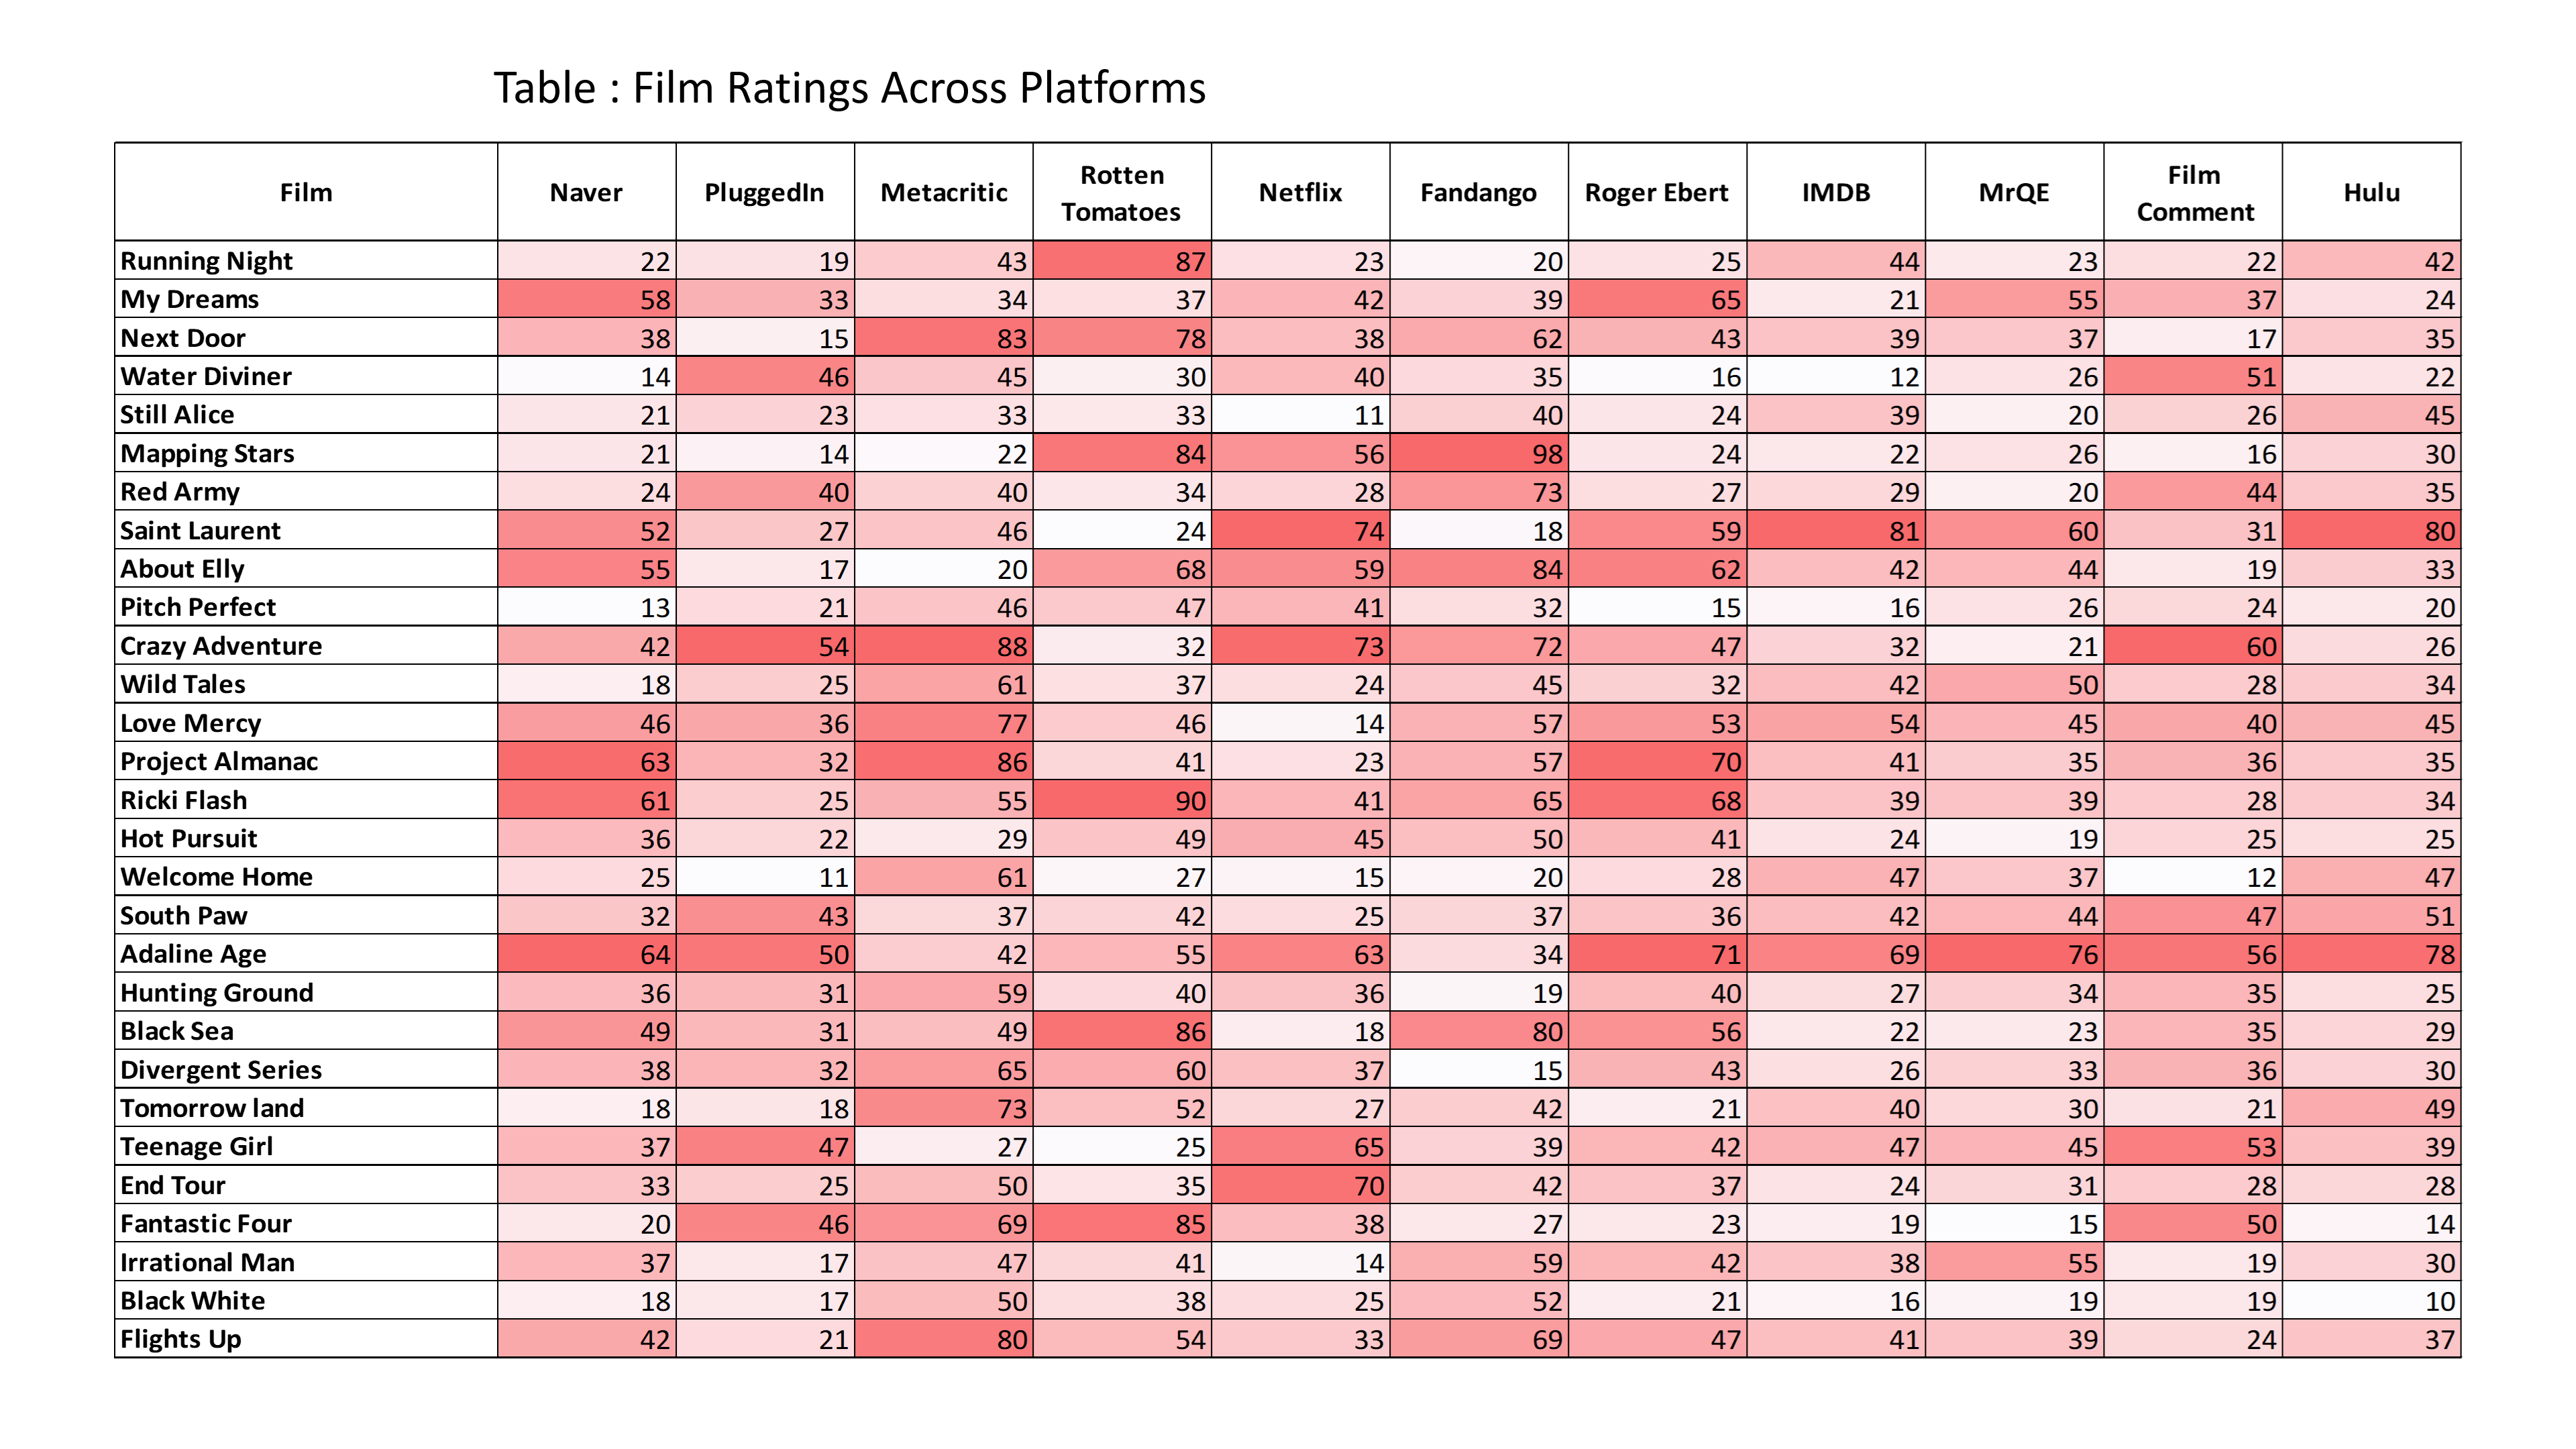 Table : Film Ratings Across Platforms
Film Naver PluggedIn Metacritic Rotten Tomatoes Netflix Fandango Roger Ebert IMDB MrQE Film Comment Hulu
Running Night 22 19 43 87 23 20 25 44 23 22 42
My Dreams 58 33 34 37 42 39 65 21 55 37 24
Next Door 38 15 83 78 38 62 43 39 37 17 35
Water Diviner 14 46 45 30 40 35 16 12 26 51 22
Still Alice 21 23 33 33 11 40 24 39 20 26 45
Mapping Stars 21 14 22 84 56 98 24 22 26 16 30
Red Army 24 40 40 34 28 73 27 29 20 44 35
Saint Laurent 52 27 46 24 74 18 59 81 60 31 80
About Elly 55 17 20 68 59 84 62 42 44 19 33
Pitch Perfect 13 21 46 47 41 32 15 16 26 24 20
Crazy Adventure 42 54 88 32 73 72 47 32 21 60 26
Wild Tales 18 25 61 37 24 45 32 42 50 28 34
Love Mercy 46 36 77 46 14 57 53 54 45 40 45
Project Almanac 63 32 86 41 23 57 70 41 35 36 35
Ricki Flash 61 25 55 90 41 65 68 39 39 28 34
Hot Pursuit 36 22 29 49 45 50 41 24 19 25 25
Welcome Home 25 11 61 27 15 20 28 47 37 12 47
South Paw 32 43 37 42 25 37 36 42 44 47 51
Adaline Age 64 50 42 55 63 34 71 69 76 56 78
Hunting Ground 36 31 59 40 36 19 40 27 34 35 25
Black Sea 49 31 49 86 18 80 56 22 23 35 29
Divergent Series 38 32 65 60 37 15 43 26 33 36 30
Tomorrow land 18 18 73 52 27 42 21 40 30 21 49
Teenage Girl 37 47 27 25 65 39 42 47 45 53 39
End Tour 33 25 50 35 70 42 37 24 31 28 28
Fantastic Four 20 46 69 85 38 27 23 19 15 50 14
Irrational Man 37 17 47 41 14 59 42 38 55 19 30
Black White 18 17 50 38 25 52 21 16 19 19 10
Flights Up 42 21 80 54 33 69 47 41 39 24 37